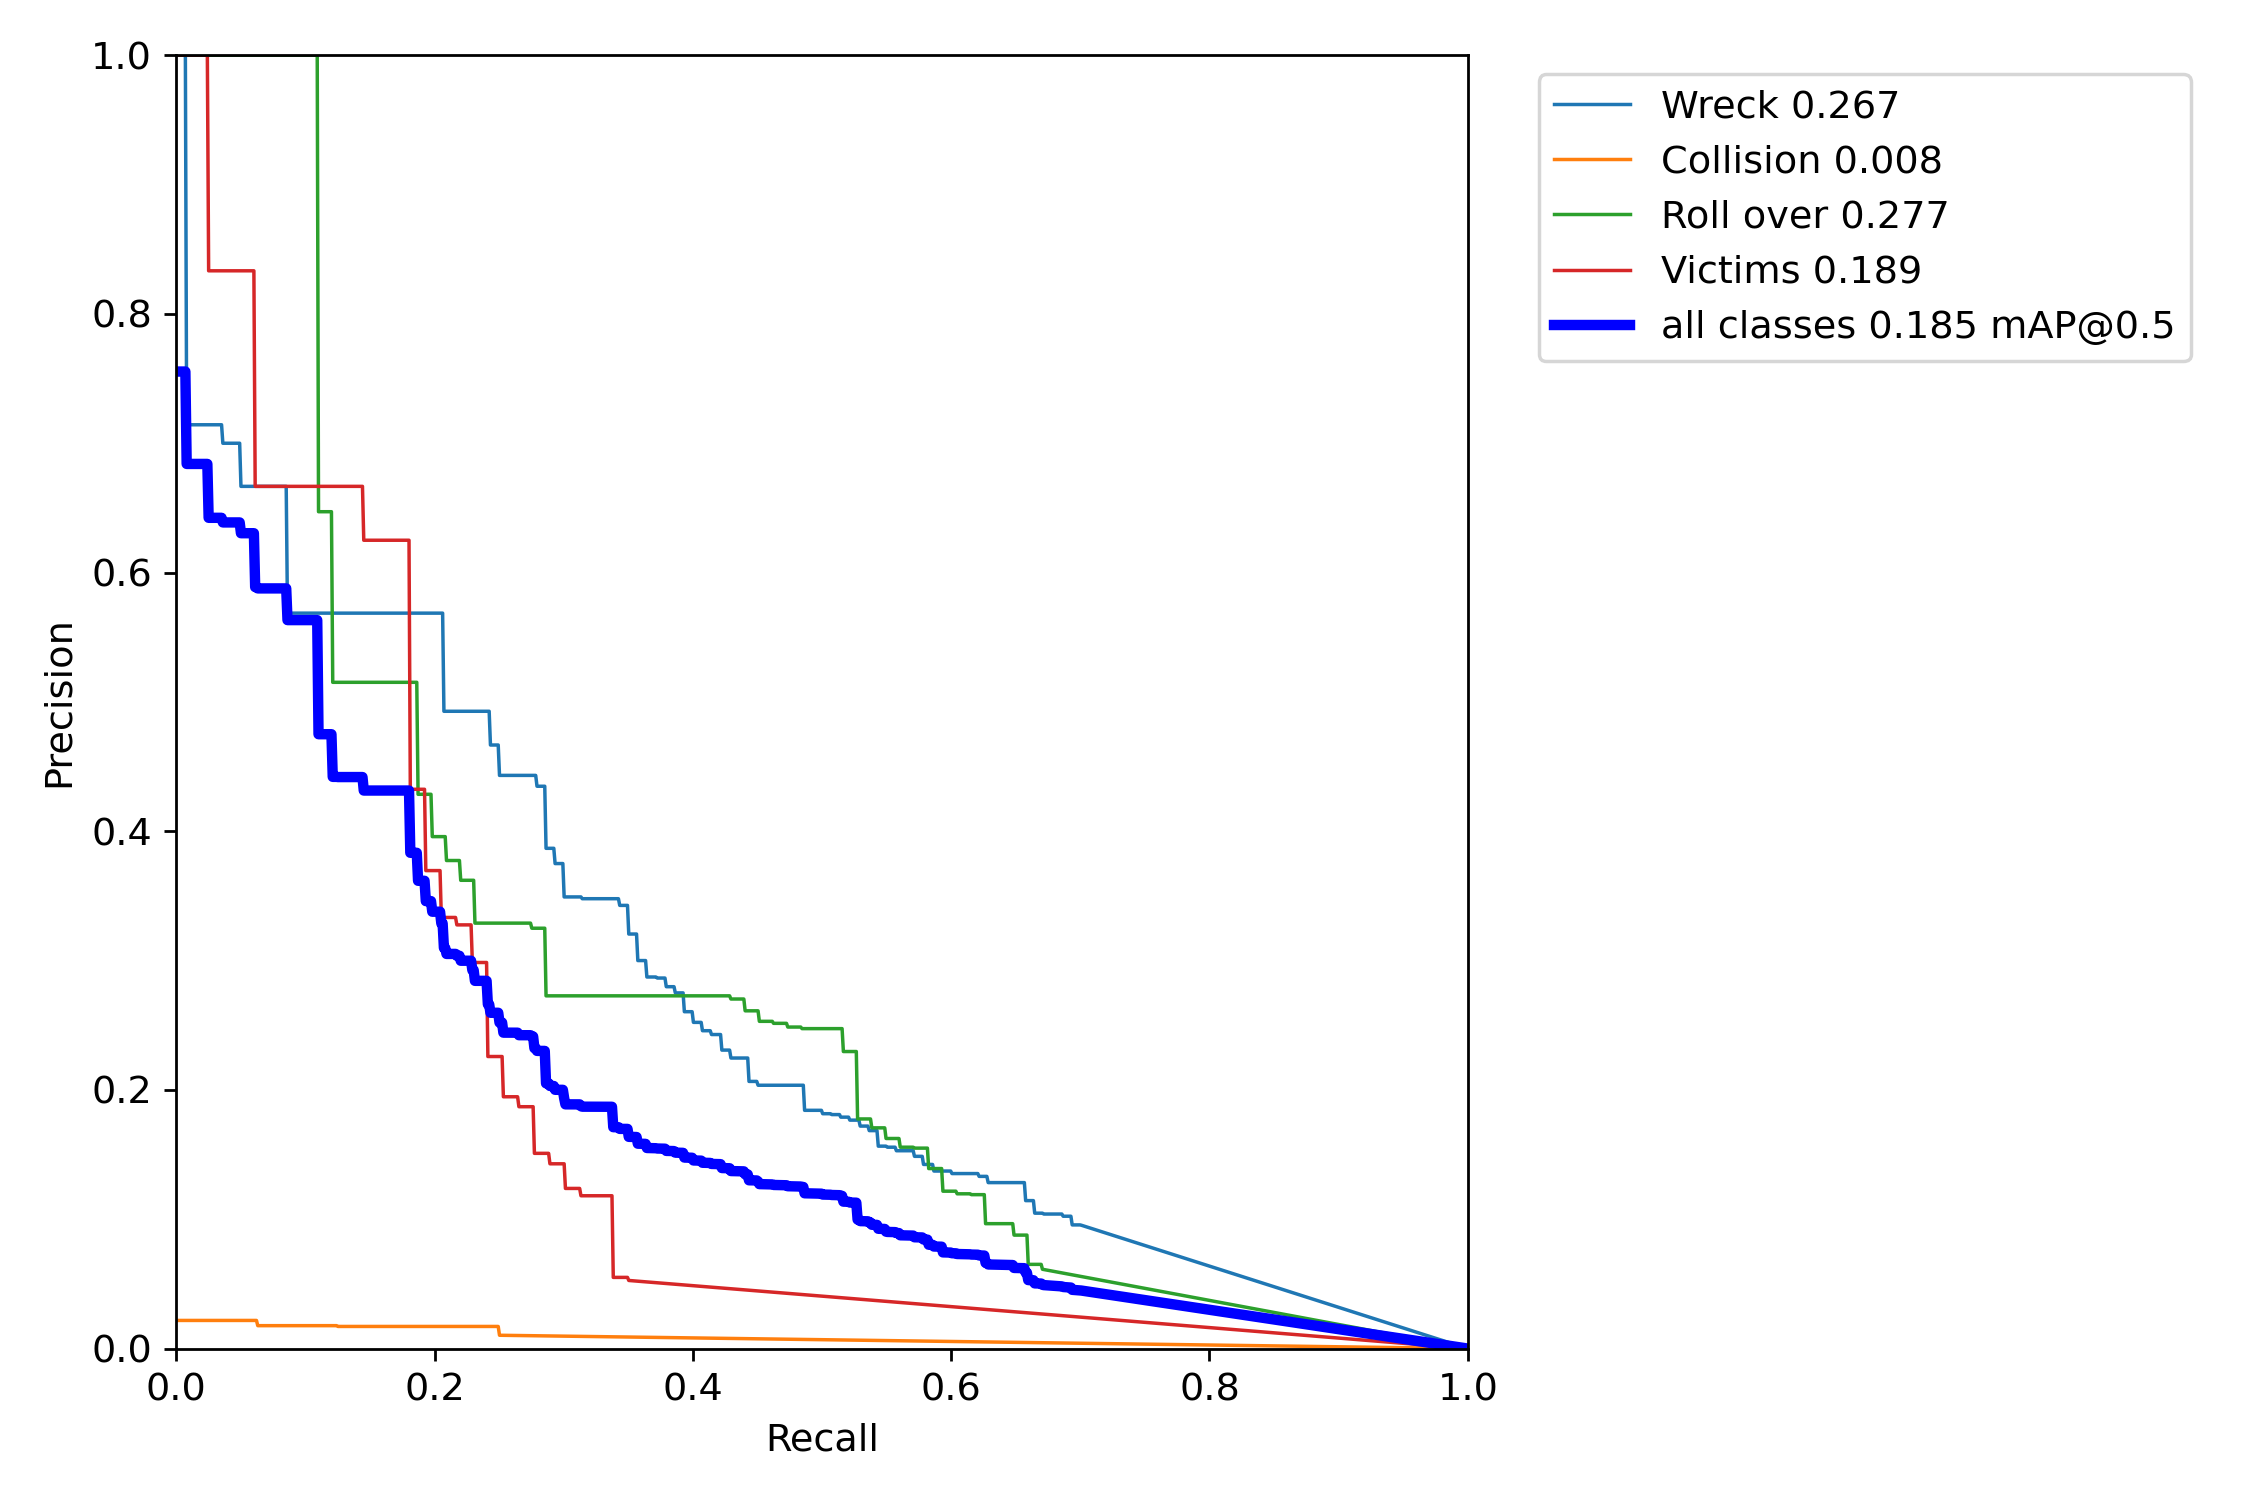 1.0
0.8
0.6
0.4
0.2
0.0
Precision
0.0 0.2 0.4 0.6 0.8 1.0
Recall
Wreck 0.267
Collision 0.008
Roll over 0.277
Victims 0.189
all classes 0.185 mAP@0.5